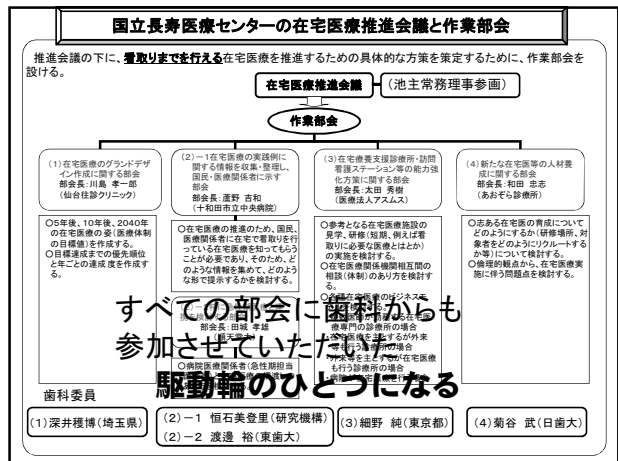 国立長寿医療センターの在宅医療推進会議と作業部会
推進会議の下に、看取りまでを行える在宅医療を推進するための具体的な方策を策定するために、作業部会を
設ける。
在宅医療推進会議
(池主常務理事参画)
作業部会
(1)在宅医療のグランドデザ
イン作成に関する部会
部会長:川島 孝一郎
(仙台往診クリニック)
○5年後、10年後、2040年
の在宅医療の姿(医療体制
の目標値)を作成する。
○目標達成までの優先順位
と年ごとの達成度を作成す
る。
(2)-1在宅医療の実践例に
関する情報を収集・整理し、
国民・医療関係者に示す
部会
部会長:蘆野 吉和
(十和田市立中央病院)
○在宅医療の推進のため、国民、
医療関係者に在宅で看取りを行
っている在宅医療を知ってもらう
ことが必要であり、そのため、ど
のような情報を集めて、どのよう
な形で提示するかを検討する。
部会長:田城 孝雄
○病院医療関係者(急性期担当
(3)在宅療養支援診療所・訪問
看護ステーション等の能力強
化方策に関する部会
部会長:太田 秀樹
(医療法人アスムス)
○参考となる在宅医療施設の
見学、研修(短期、例えば看
取りに必要な医療とはとか)
の実施を検討する。
○在宅医療関係機関相互間の
相談(体制)のあり方を検討す
る。
専門の診療所の場合
も行う診療所の場合
(4)新たな在宅医等の人材養
成に関する部会
部会長:和田 忠志
(あおぞら診療所)
○志ある在宅医の育成について
どのようにするか(研修場所、対
象者をどのようにリクルートする
か等)について検討する。
○倫理的観点から、在宅医療実
施に伴う問題点を検討する。
すべての部会に歯科からも
参加させていただいた
駆動輪のひとつになる
歯科委員
(1)深井穫博(埼玉県)
(2)-1 恒石美登里(研究機構)
(2)-2 渡邊 裕(東歯大)
(3)細野 純(東京都)
(4)菊谷 武(日歯大)